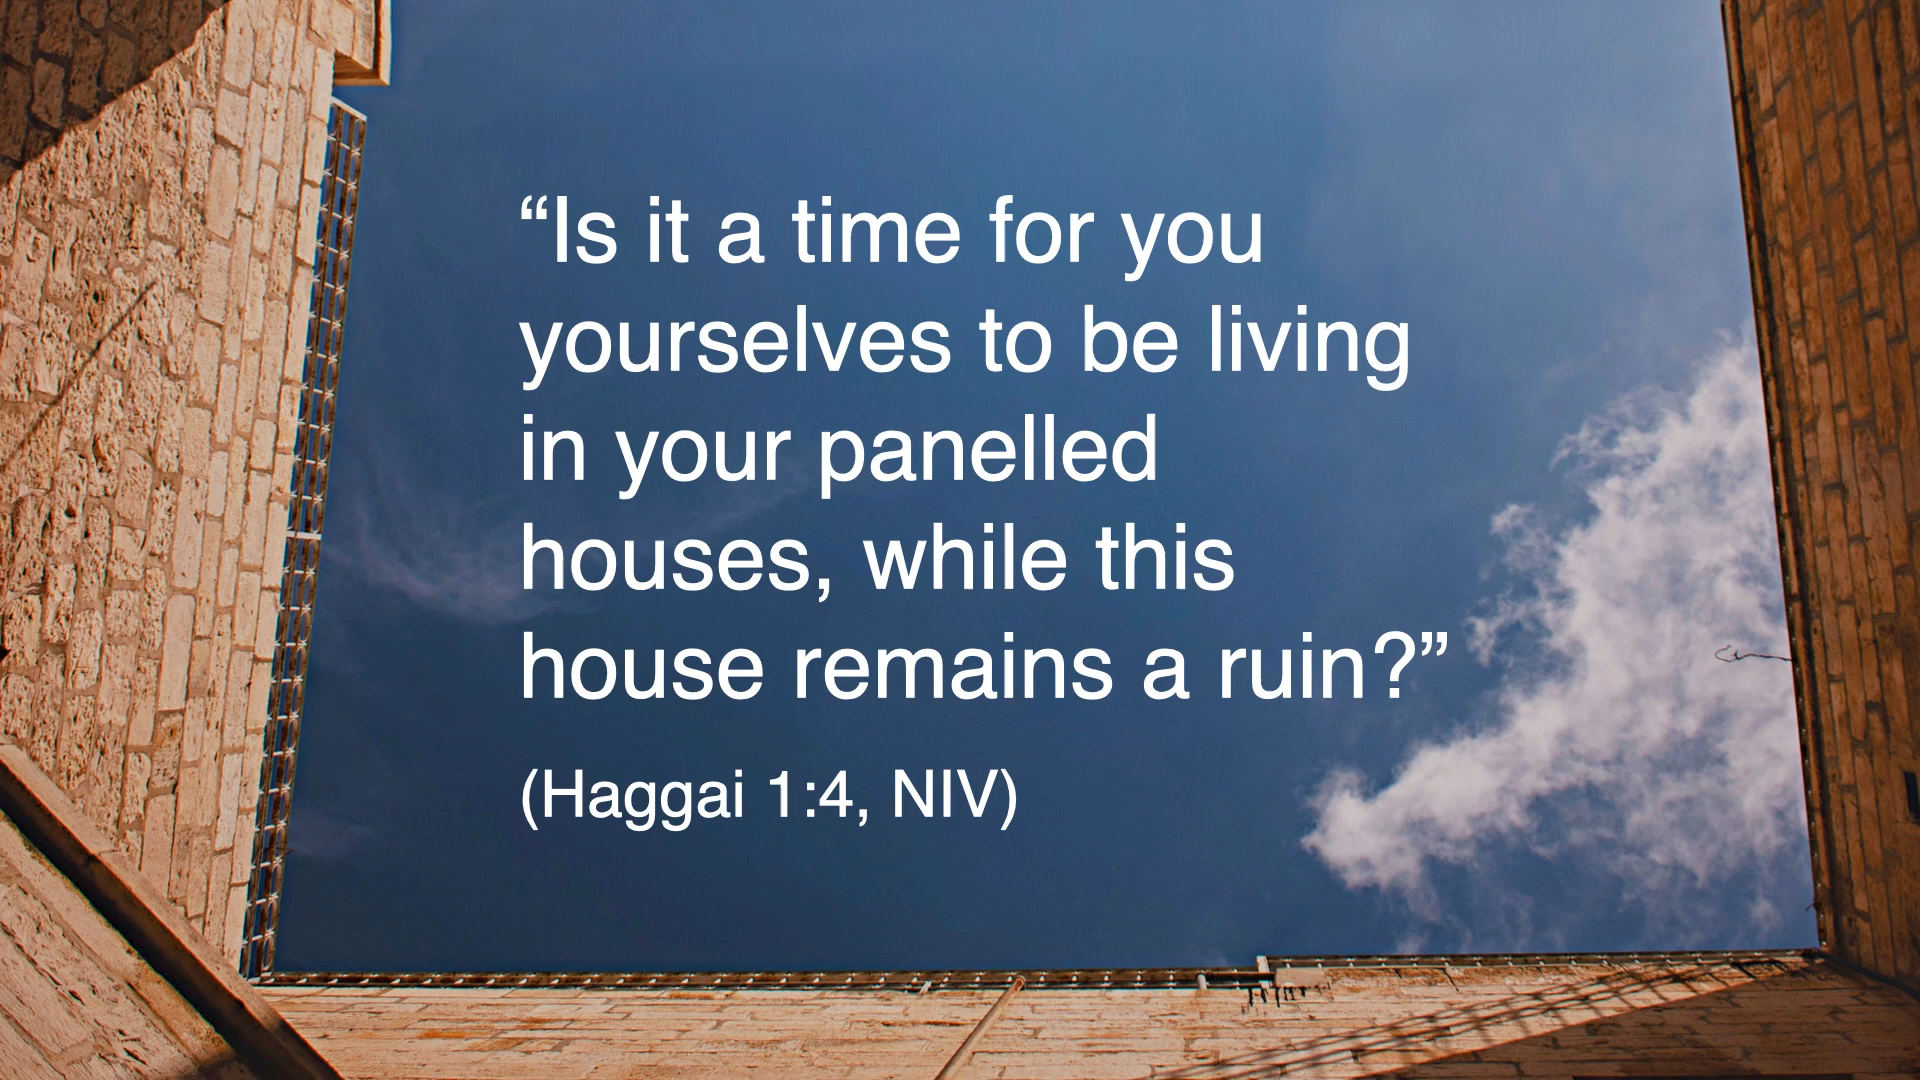 “Is it a time for you
yourselves to be living
in your panelled
houses, while this
house remains a ruin?”
(Haggai 1:4, NIV)